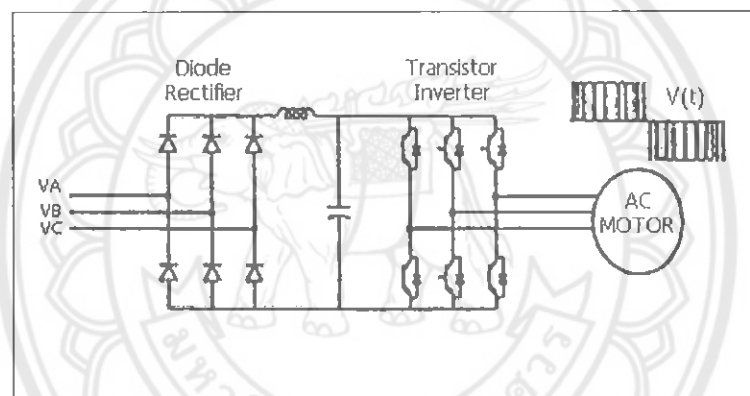 Diode
Rectifier
Transistor
Inverter
V(t)
VA
VB
VC
AC
MOTOR